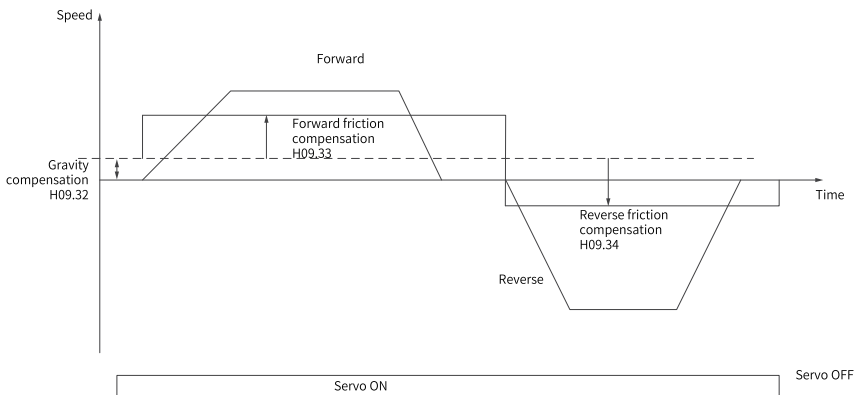 Speed
Forward
Forward friction
compensation
H09.33
Gravity
compensation
H09.32
Time
Reverse friction
compensation
H09.34
Reverse
Servo OFF
Servo ON